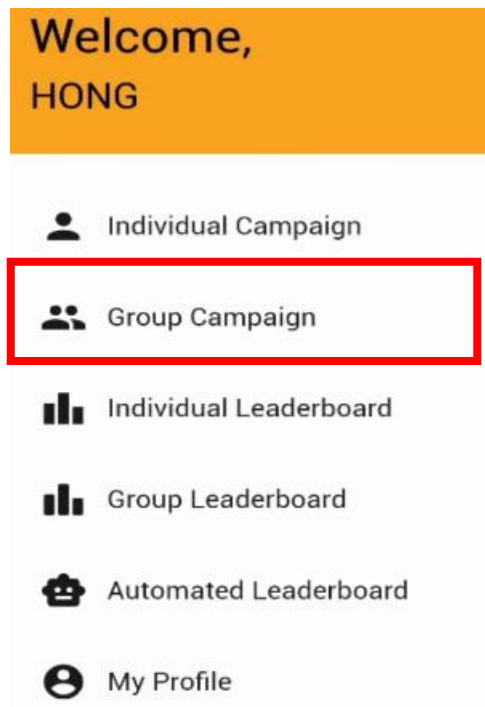 Welcome,
HONG
Individual Campaign
Group Campaign
Individual Leaderboard
Group Leaderboard
Automated Leaderboard
My Profile